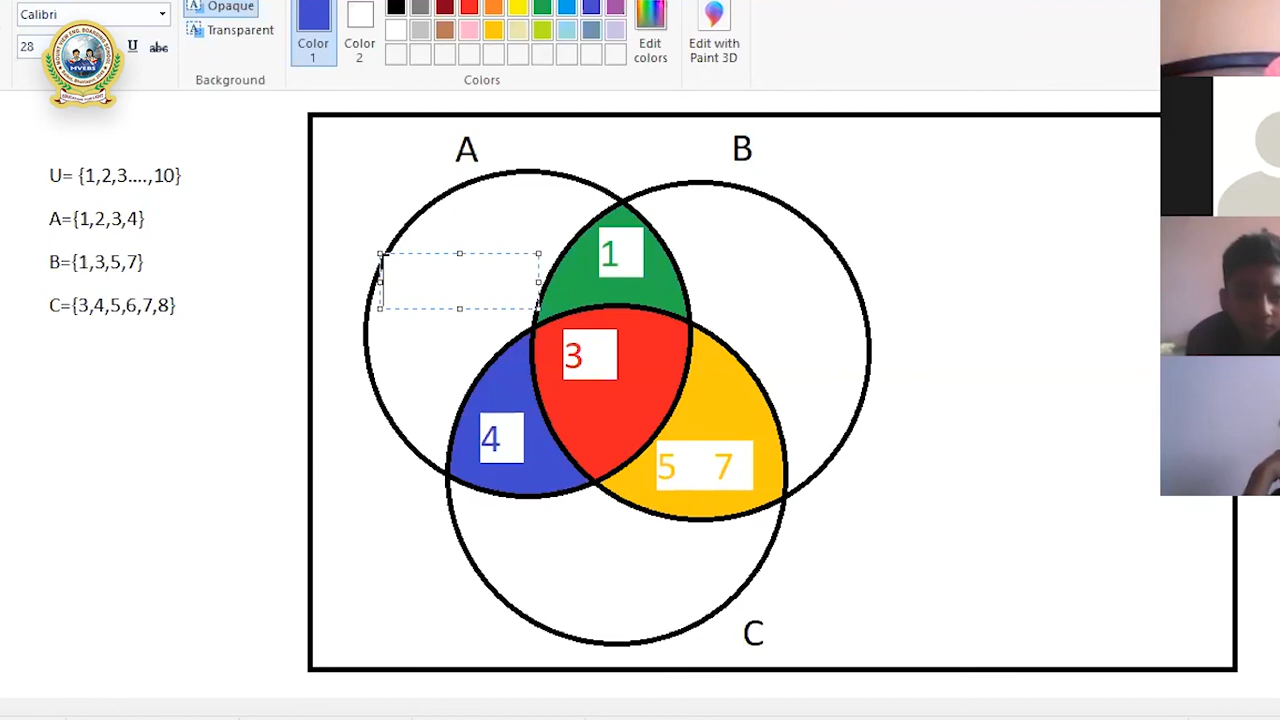 Calibri
28
U
abc
Opaque
Transparent
Background
Color
1
Color
2
Edit
colors
Edit with
Paint 3D
Colors
MVEBS
U= {1,2,3....,10}
A={1,2,3,4}
B={1,3,5,7}
C={3,4,5,6,7,8}
A
B
1
3
4
5 7
C